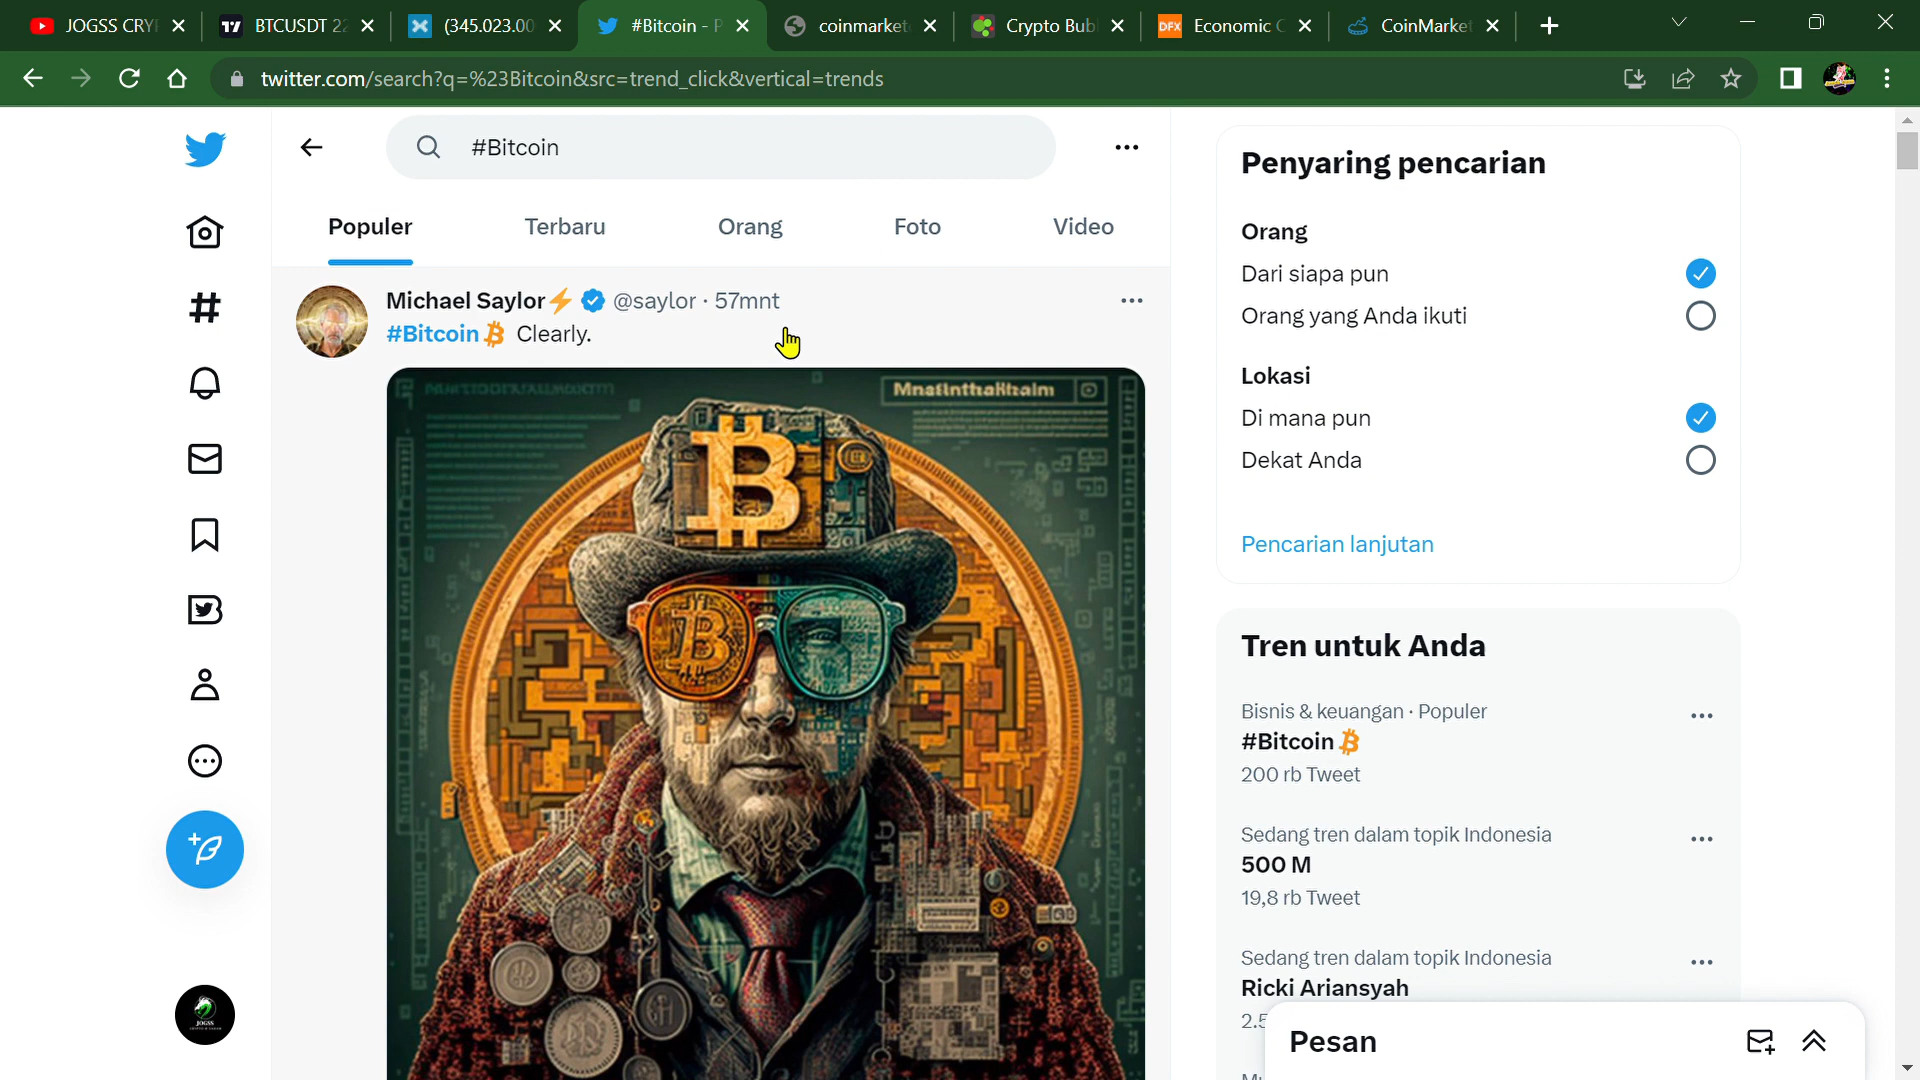 JOGSS CRY
BTCUSDT 22
(345.023.00
#Bitcoin - P
coinmarket
Crypto Bub
Economic C
CoinMarket
twitter.com/search?q=%23Bitcoin&src=trend_click&vertical=trends
#Bitcoin
Populer
Terbaru
Orang
Foto
Video
Michael Saylor⚡ @saylor · 57mnt
#Bitcoin Clearly.
Penyaring pencarian
Orang
Dari siapa pun
Orang yang Anda ikuti
Lokasi
Di mana pun
Dekat Anda
Pencarian lanjutan
Tren untuk Anda
Bisnis & keuangan · Populer
#Bitcoin
200 rb Tweet
Sedang tren dalam topik Indonesia
500 M
19,8 rb Tweet
Sedang tren dalam topik Indonesia
Ricki Ariansyah
Pesan